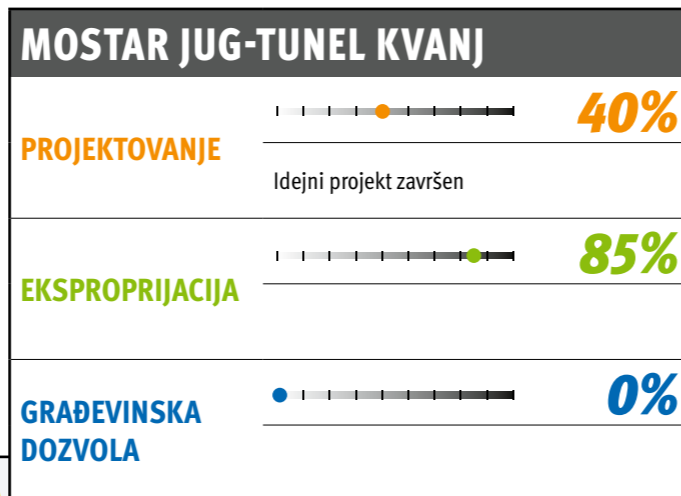 MOSTAR JUG-TUNEL KVANJ
PROJEKTOVANJE
40%
Idejni projekt završen
EKSPROPRIJACIJA
85%
GRAĐEVINSKA
DOZVOLA
0%